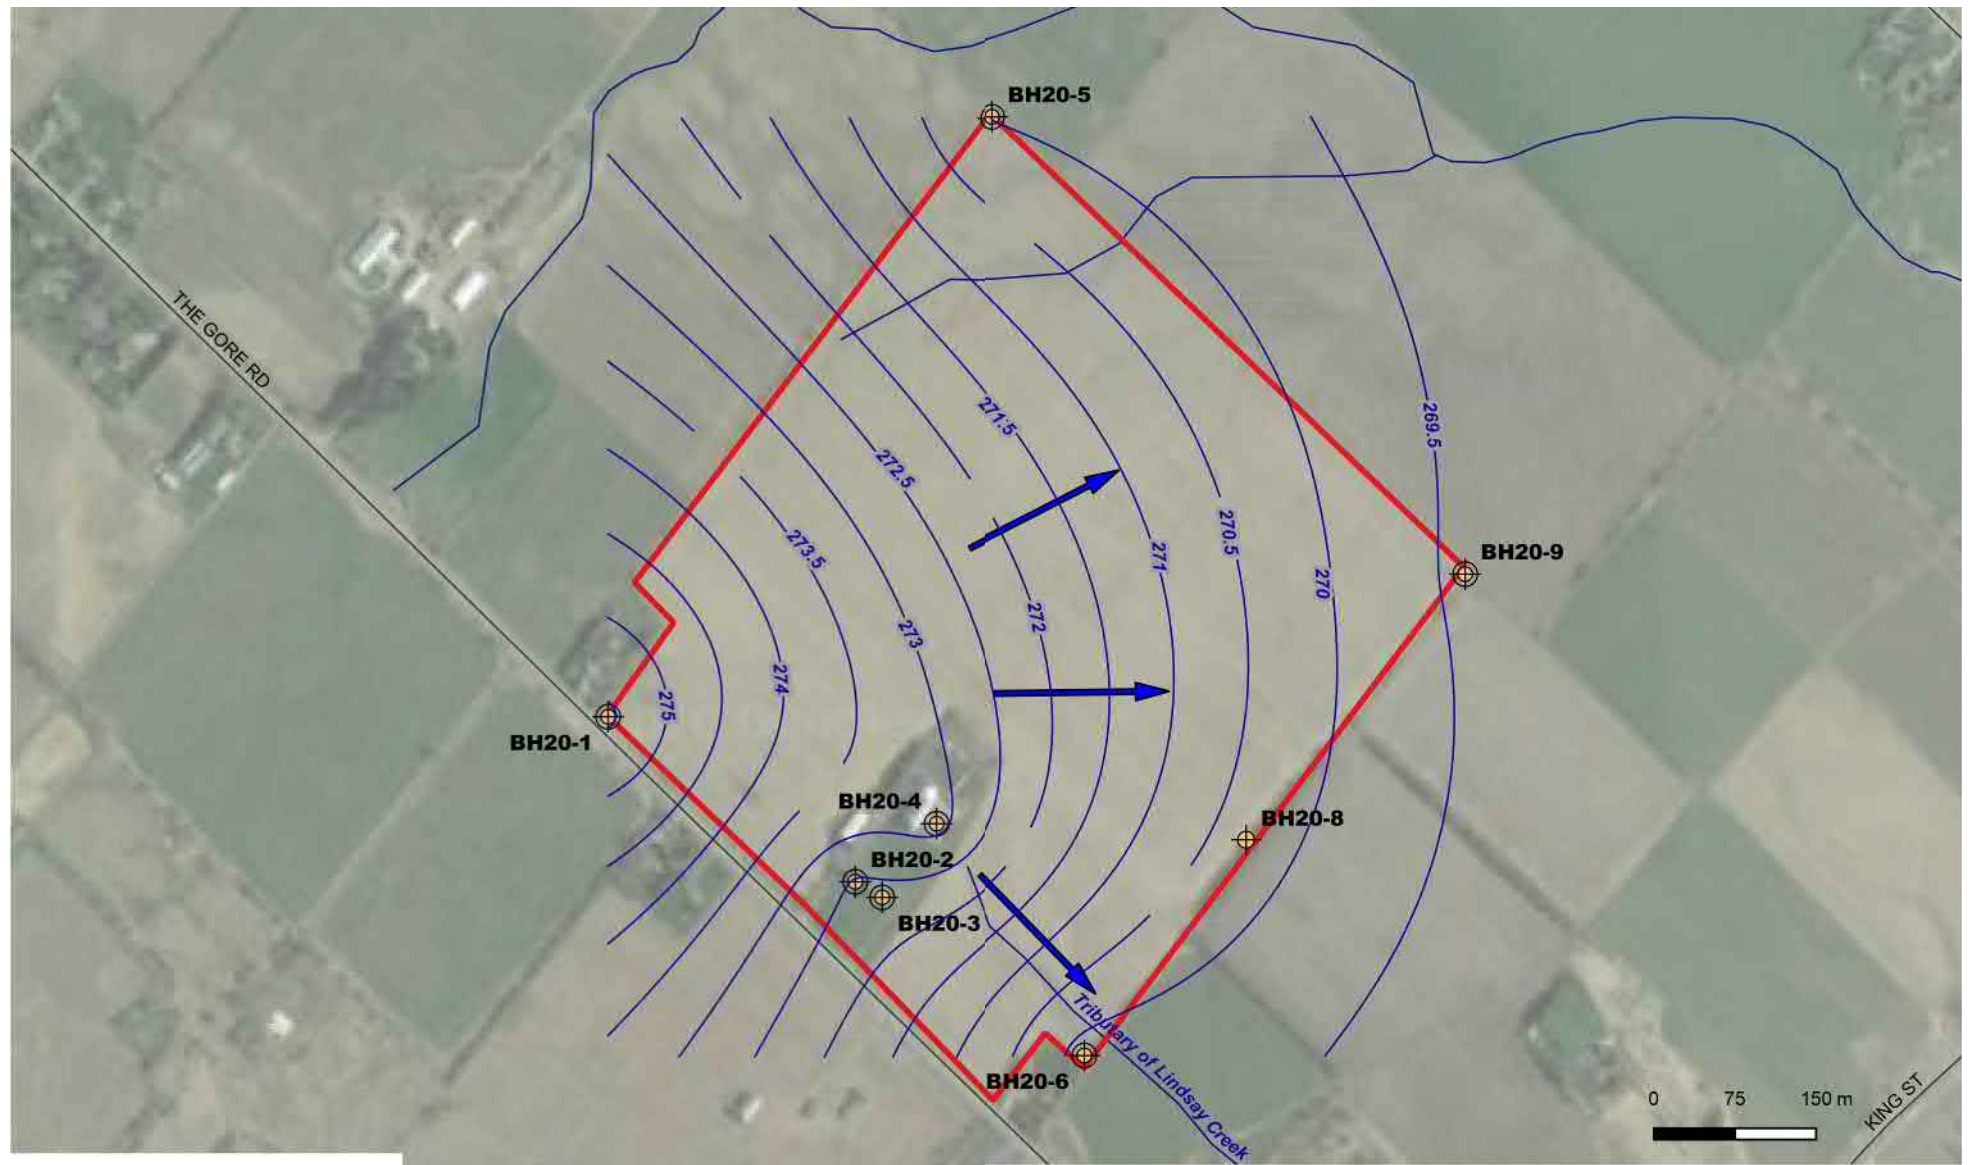 BH20-5
THE GORE RD
269.5
271.5
272.5
270.5
273.5
271
BH20-9
270
272
273
274
275
BH20-1
BH20-4
BH20-8
BH20-2
BH20-3
Tributary of Lindsay Creek
BH20-6
0 75 150 m
KING ST